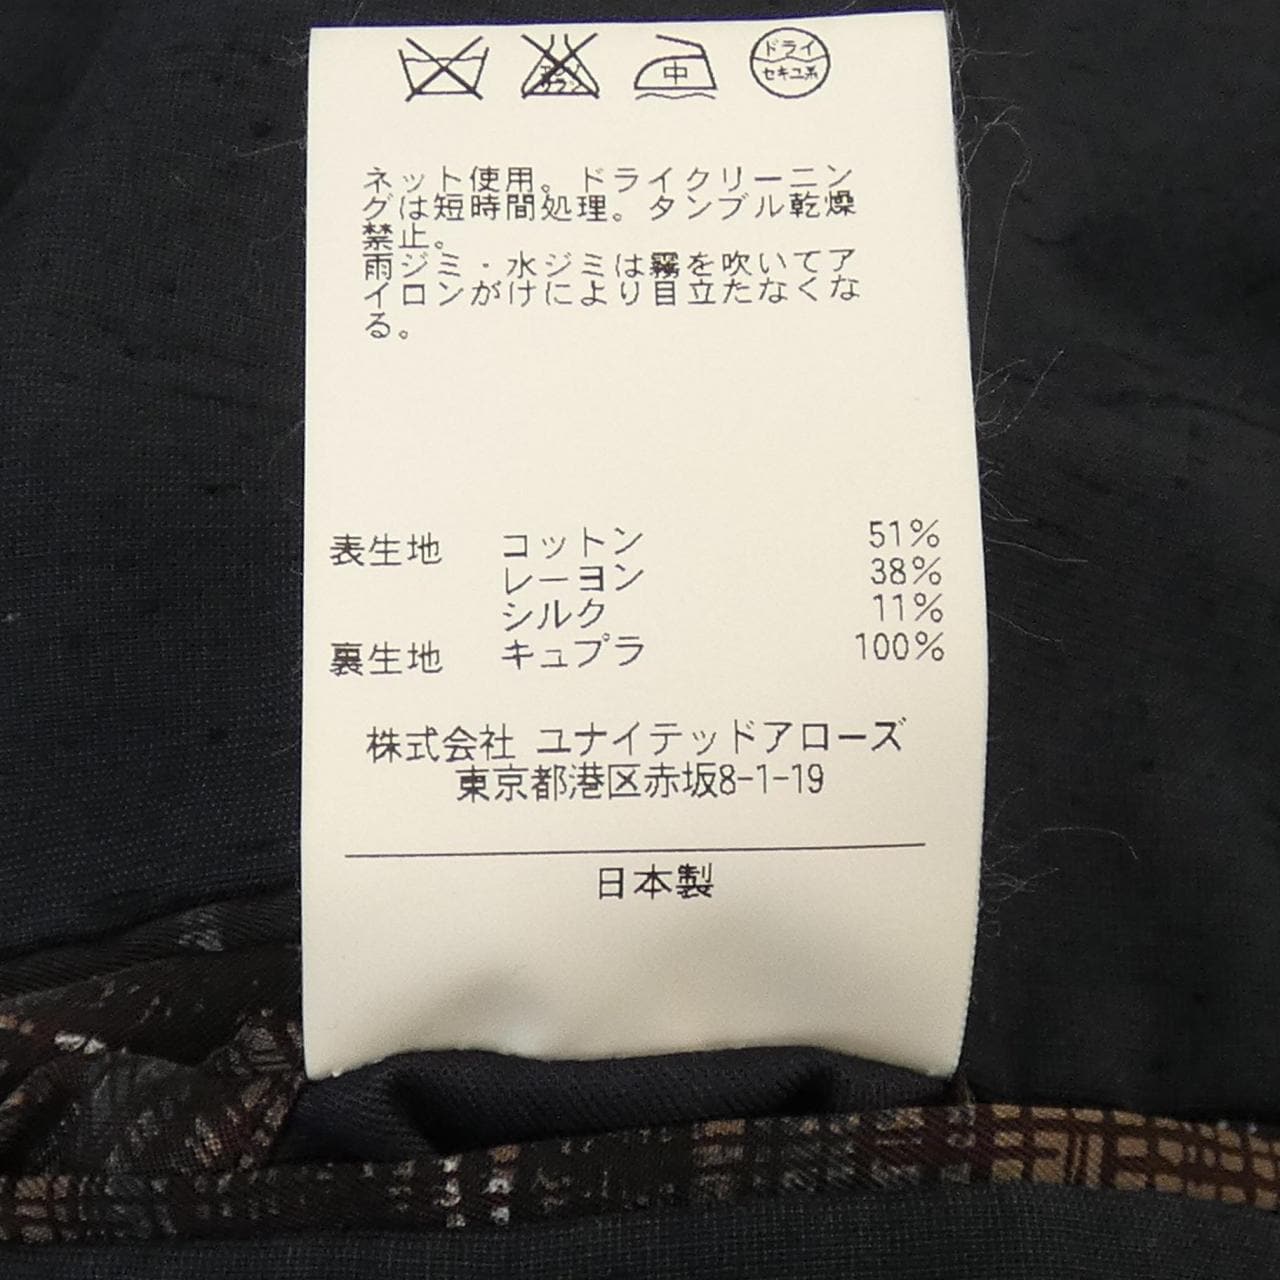 エンソ
サラシ
中
ドライ
セキユ系
ネット使用。ドライクリーニン
グは短時間処理。タンブル乾燥
禁止。
雨ジミ・水ジミは霧を吹いてア
イロンがけにより目立たなくな
る。
表生地 コットン 51%
レーヨン 38%
シルク 11%
裏生地 キュプラ 100%
株式会社 ユナイテッドアローズ
東京都港区赤坂8-1-19
日本製